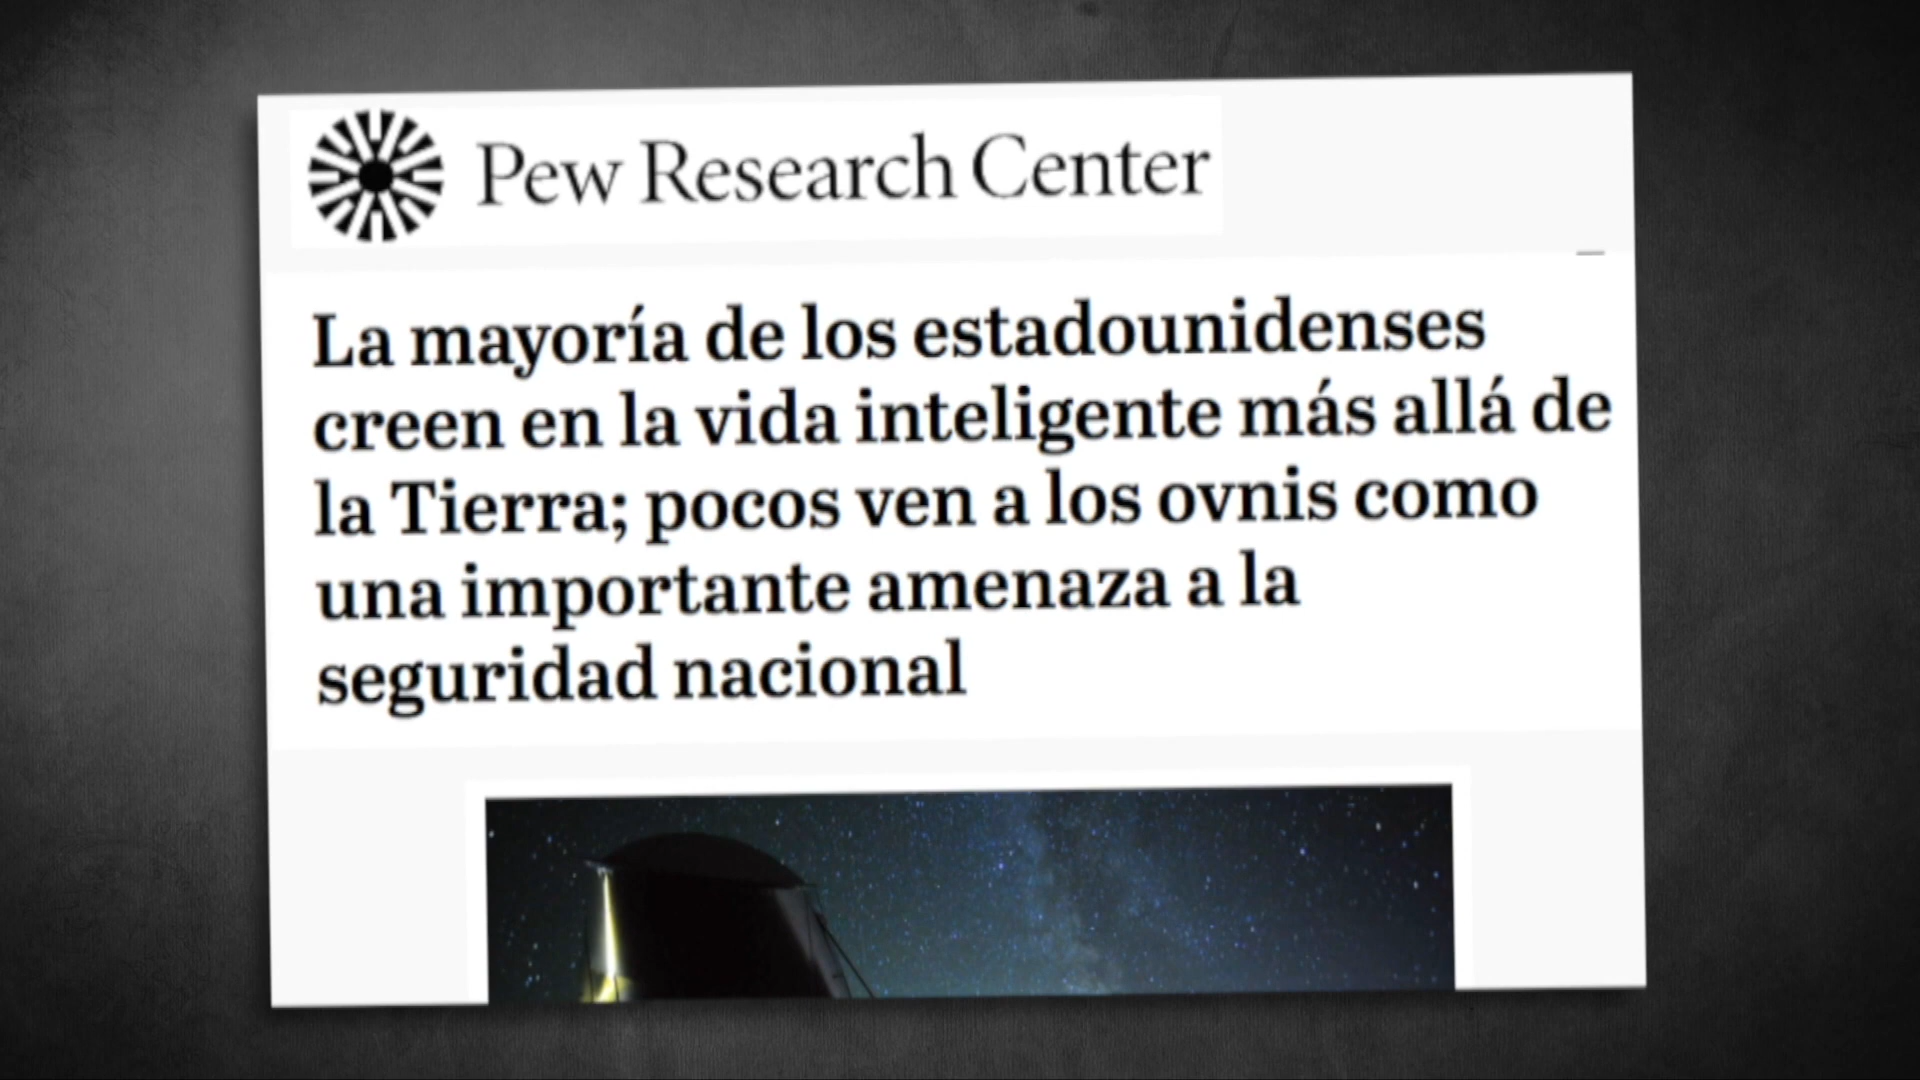 Pew Research Center
La mayoría de los estadounidenses
creen en la vida inteligente más allá de
la Tierra; pocos ven a los ovnis como
una importante amenaza a la
seguridad nacional